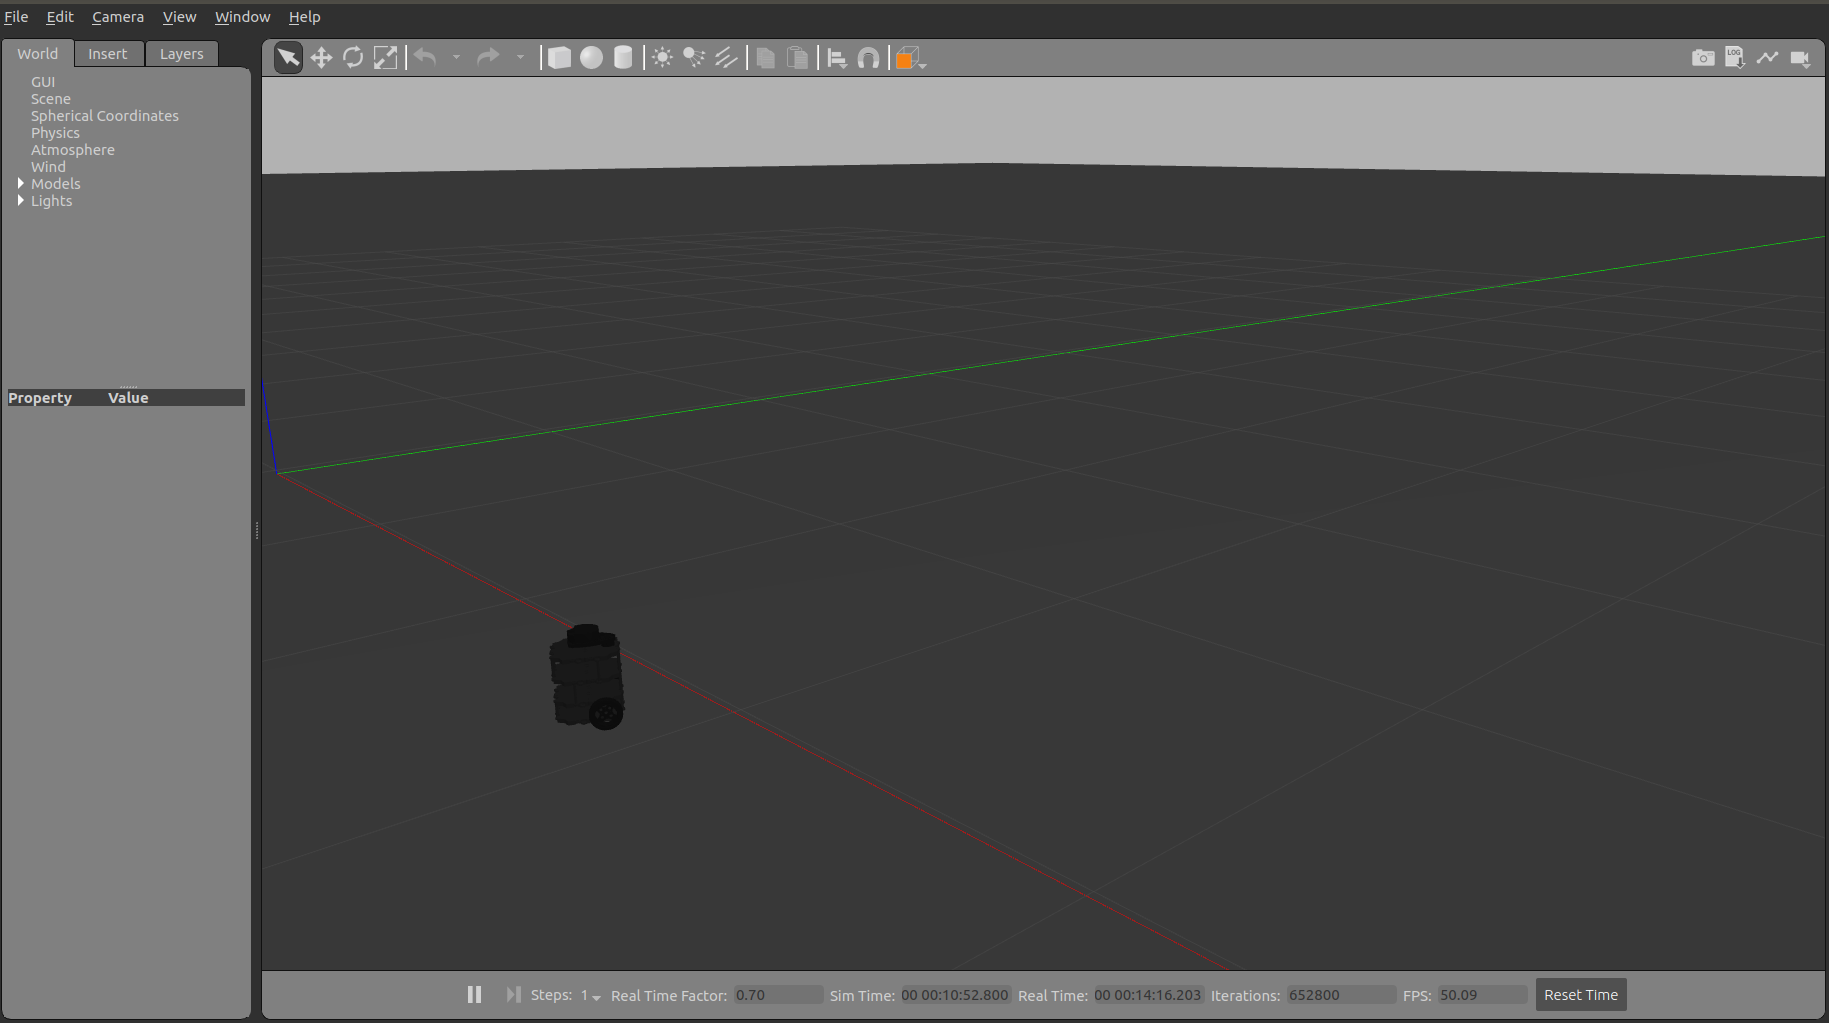 File Edit Camera View Window Help
World Insert Layers
LOG
GUI
Scene
Spherical Coordinates
Physics
Atmosphere
Wind
Models
Lights
Property Value
Steps: 1 Real Time Factor: 0.70 Sim Time: 00 00:10:52.800 Real Time: 00 00:14:16.203 Iterations: 652800 FPS: 50.09 Reset Time